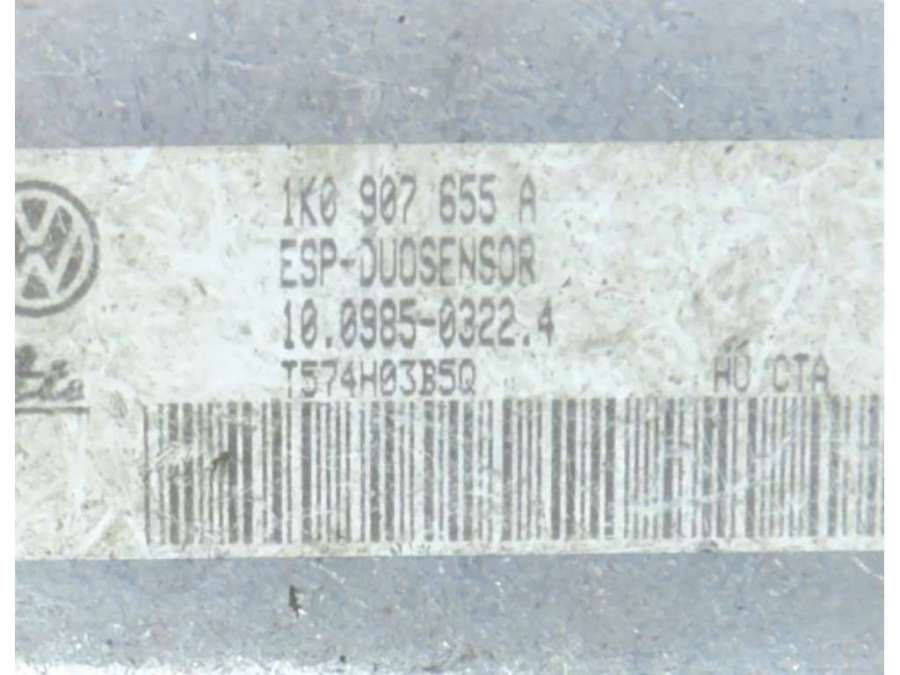 1K0 907 655 A
ESP-DUOSENSOR
10.0985-0322.4
T574H03B5Q HU CTA